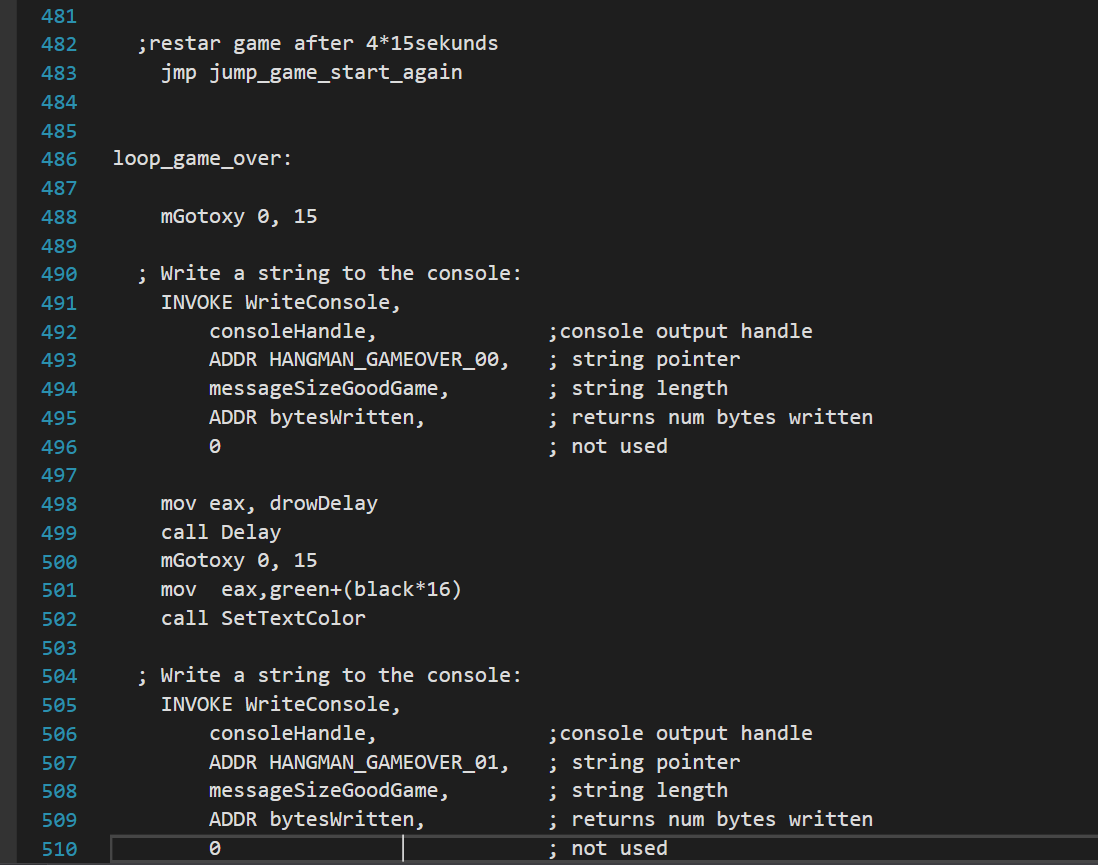 481
482 ;restar game after 4*15sekunds
483 jmp jump_game_start_again
484
485
486 loop_game_over:
487
488 mGotoxy 0, 15
489
490 ; Write a string to the console:
491 INVOKE WriteConsole,
492 consoleHandle, ;console output handle
493 ADDR HANGMAN_GAMEOVER_00, ; string pointer
494 messageSizeGoodGame, ; string length
495 ADDR bytesWritten, ; returns num bytes written
496 0 ; not used
497
498 mov eax, drowDelay
499 call Delay
500 mGotoxy 0, 15
501 mov  eax,green+(black*16)
502 call SetTextColor
503
504 ; Write a string to the console:
505 INVOKE WriteConsole,
506 consoleHandle, ;console output handle
507 ADDR HANGMAN_GAMEOVER_01, ; string pointer
508 messageSizeGoodGame, ; string length
509 ADDR bytesWritten, ; returns num bytes written
510 0 ; not used